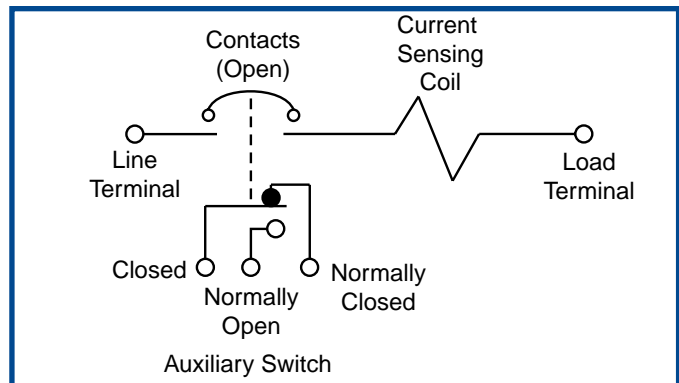 Contacts
(Open)
Current
Sensing
Coil
Line
Terminal
Load
Terminal
Closed
Normally
Open
Normally
Closed
Auxiliary Switch